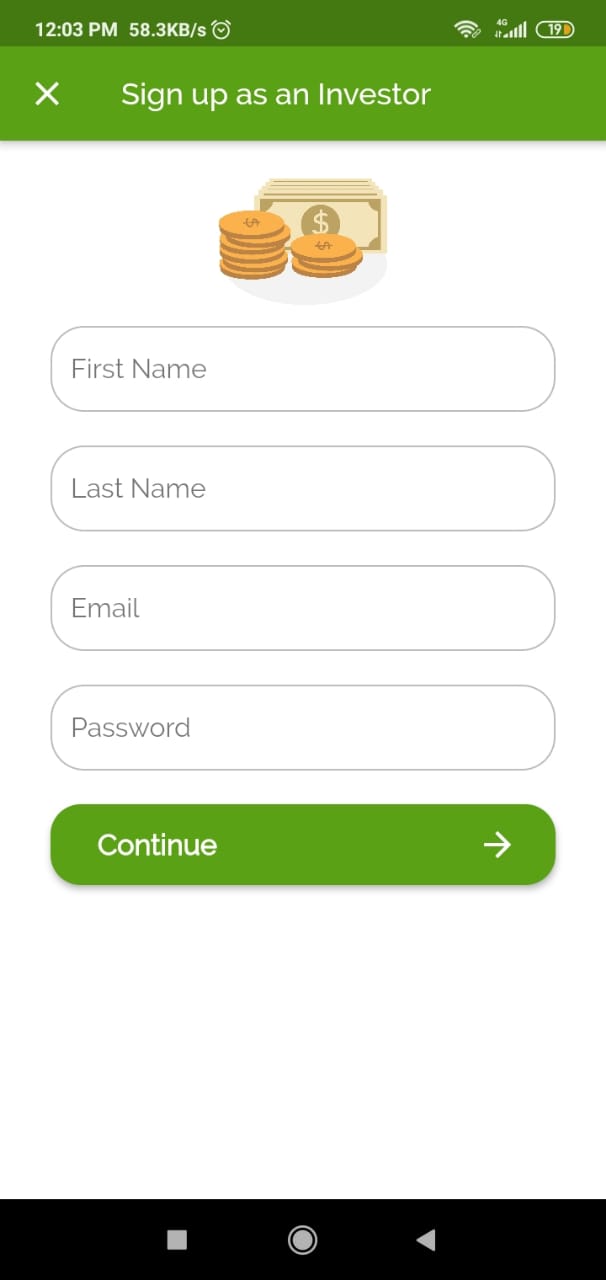 12:03 PM 58.3KB/s 4G 19
Sign up as an Investor
$
First Name
Last Name
Email
Password
Continue